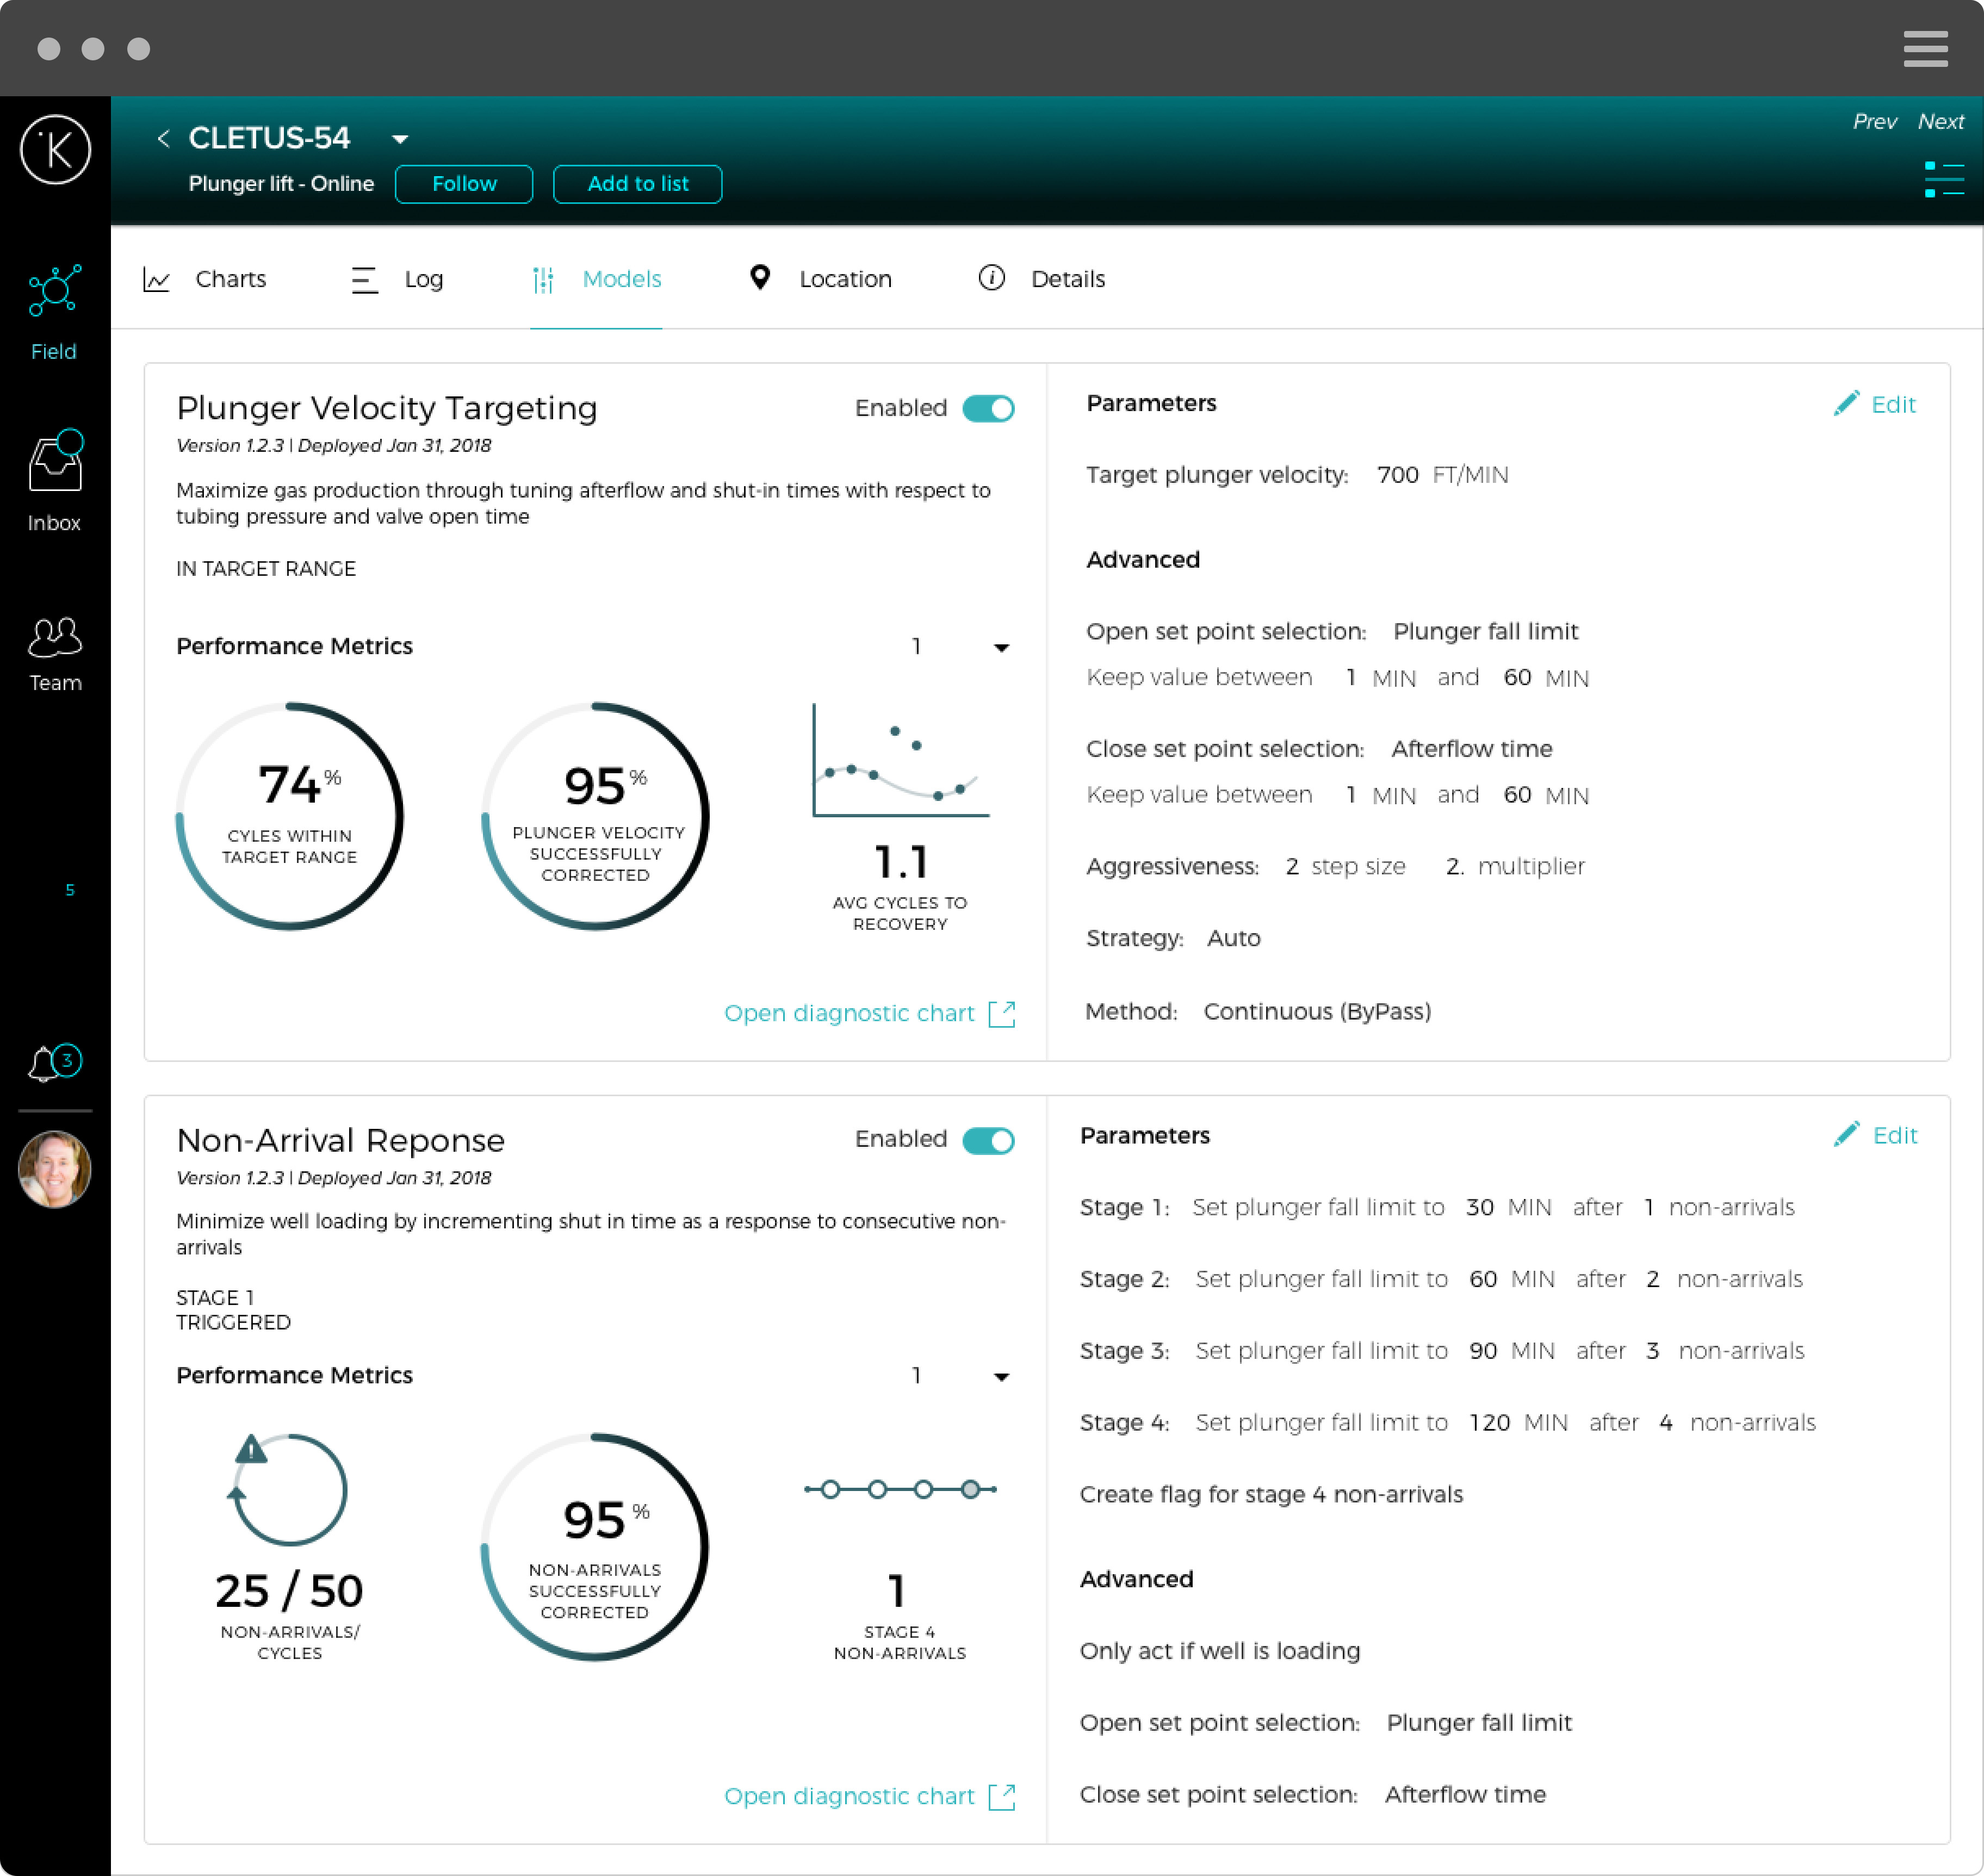 K
CLETUS-54
Prev Next
Plunger lift - Online
Follow
Add to list
Field
Inbox
Team
5
3
Charts
Log
Models
Location
Details
Plunger Velocity Targeting
Enabled
Version 1.2.3 | Deployed Jan 31, 2018
Maximize gas production through tuning afterflow and shut-in times with respect to
tubing pressure and valve open time
IN TARGET RANGE
Performance Metrics
1
74 %
CYLES WITHIN
TARGET RANGE
95 %
PLUNGER VELOCITY
SUCCESSFULLY
CORRECTED
1.1
AVG CYCLES TO
RECOVERY
Open diagnostic chart
Parameters
Edit
Target plunger velocity: 700 FT/MIN
Advanced
Open set point selection: Plunger fall limit
Keep value between 1 MIN and 60 MIN
Close set point selection: Afterflow time
Keep value between 1 MIN and 60 MIN
Aggressiveness: 2 step size 2. multiplier
Strategy: Auto
Method: Continuous (ByPass)
Non-Arrival Reponse
Enabled
Version 1.2.3 | Deployed Jan 31, 2018
Minimize well loading by incrementing shut in time as a response to consecutive non-
arrivals
STAGE 1
TRIGGERED
Performance Metrics
1
25 / 50
NON-ARRIVALS/
CYCLES
95 %
NON-ARRIVALS
SUCCESSFULLY
CORRECTED
1
STAGE 4
NON-ARRIVALS
Open diagnostic chart
Parameters
Edit
Stage 1: Set plunger fall limit to 30 MIN after 1 non-arrivals
Stage 2: Set plunger fall limit to 60 MIN after 2 non-arrivals
Stage 3: Set plunger fall limit to 90 MIN after 3 non-arrivals
Stage 4: Set plunger fall limit to 120 MIN after 4 non-arrivals
Create flag for stage 4 non-arrivals
Advanced
Only act if well is loading
Open set point selection: Plunger fall limit
Close set point selection: Afterflow time